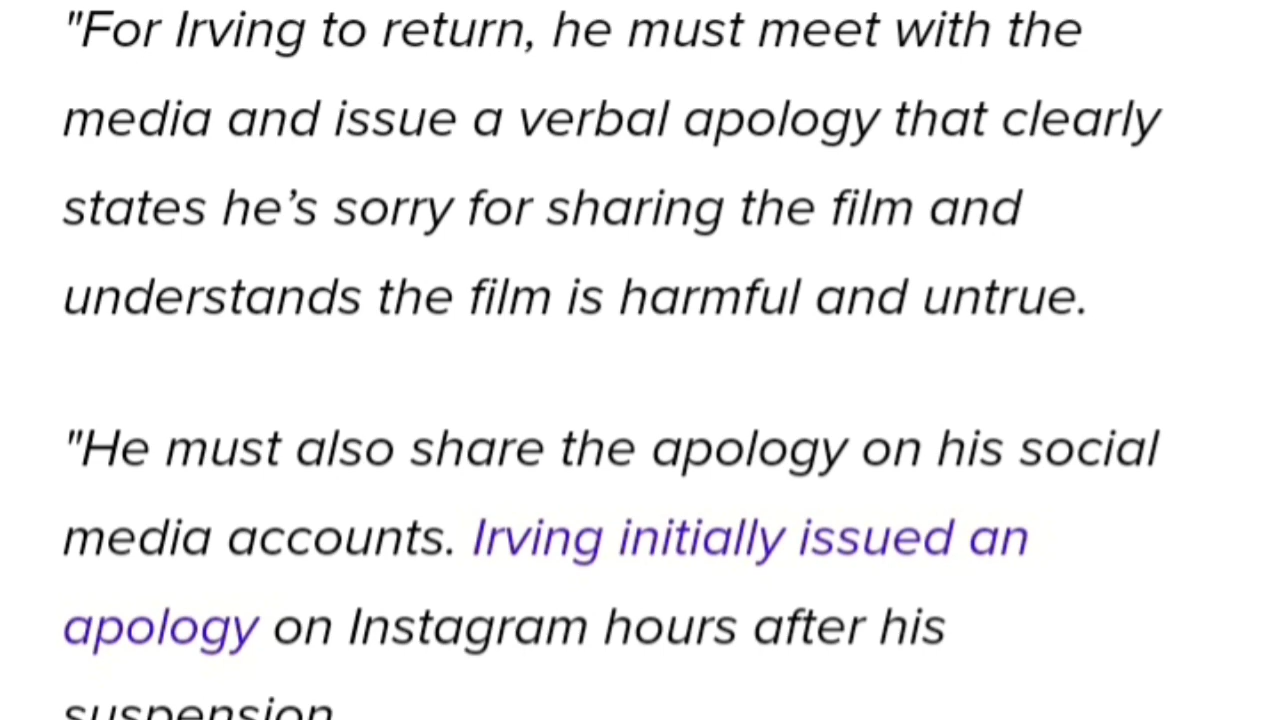 "For Irving to return, he must meet with the
media and issue a verbal apology that clearly
states he’s sorry for sharing the film and
understands the film is harmful and untrue.
"He must also share the apology on his social
media accounts. Irving initially issued an
apology on Instagram hours after his
suspension